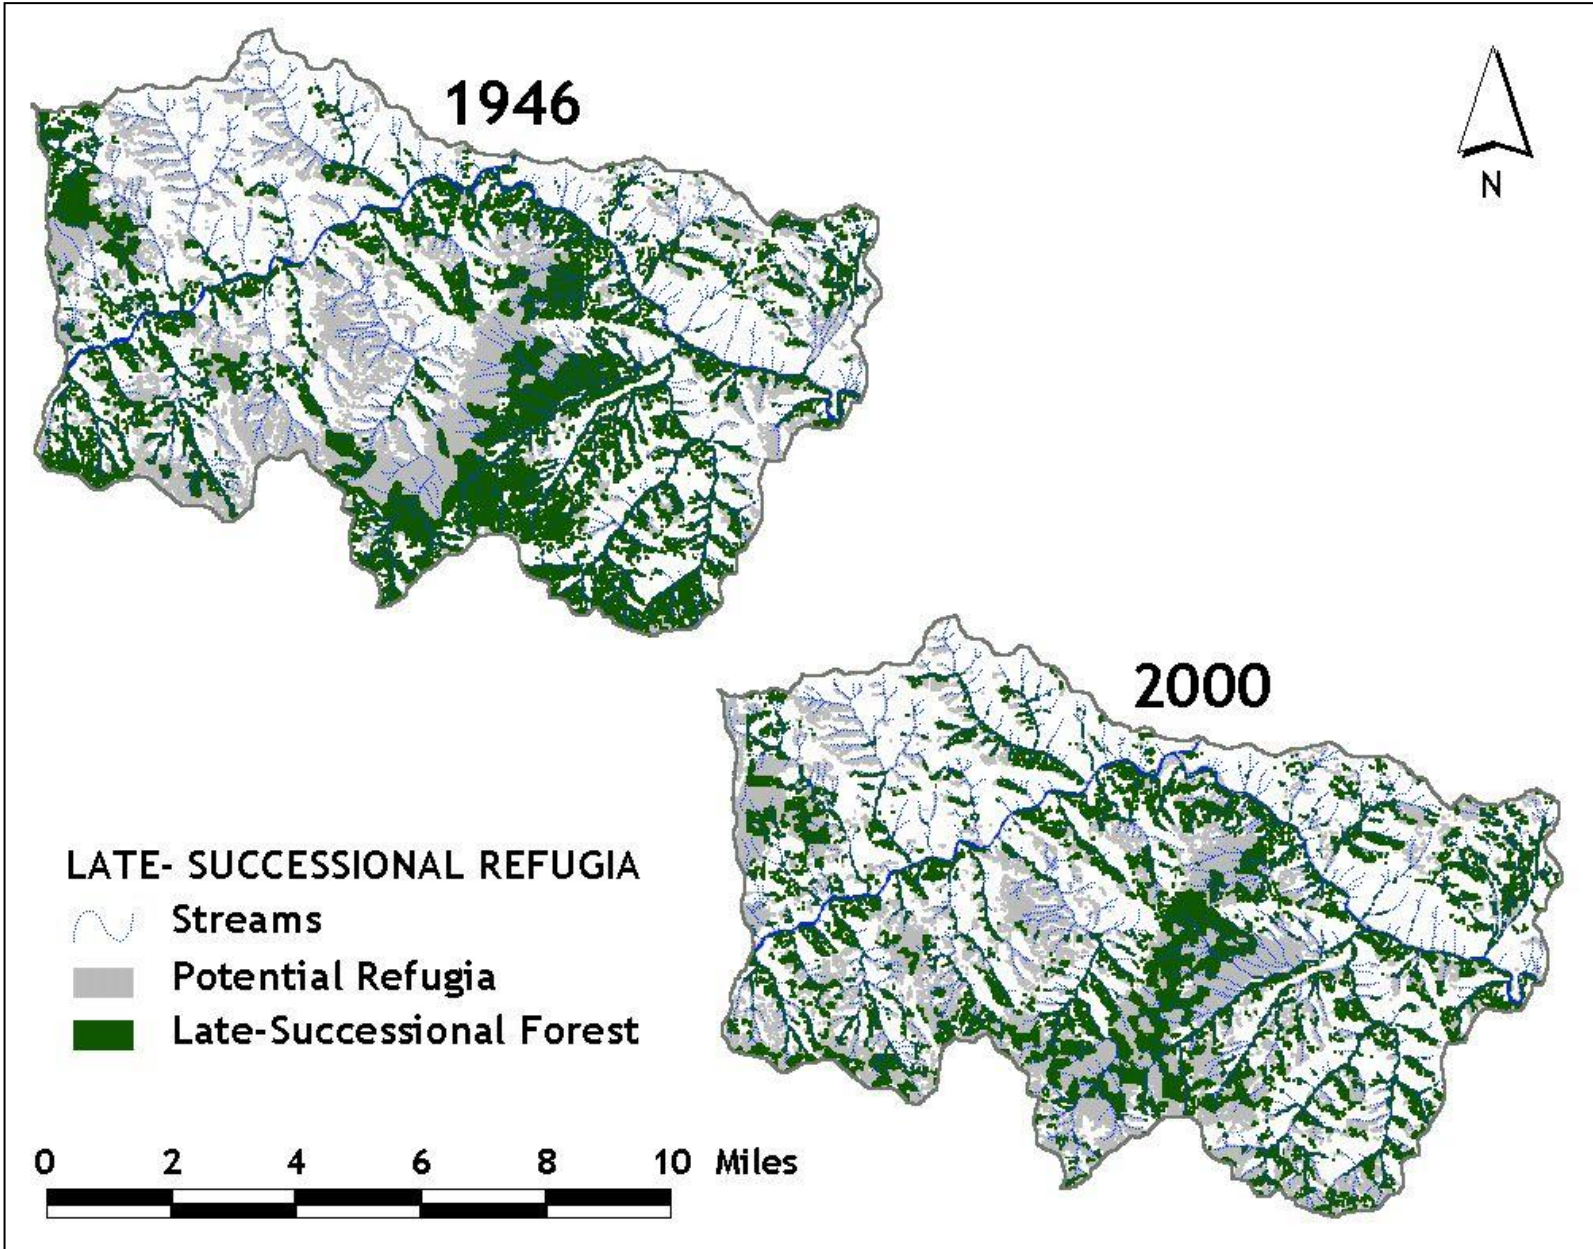 1946
N
2000
LATE- SUCCESSIONAL REFUGIA
Streams
Potential Refugia
Late-Successional Forest
0 2 4 6 8 10 Miles